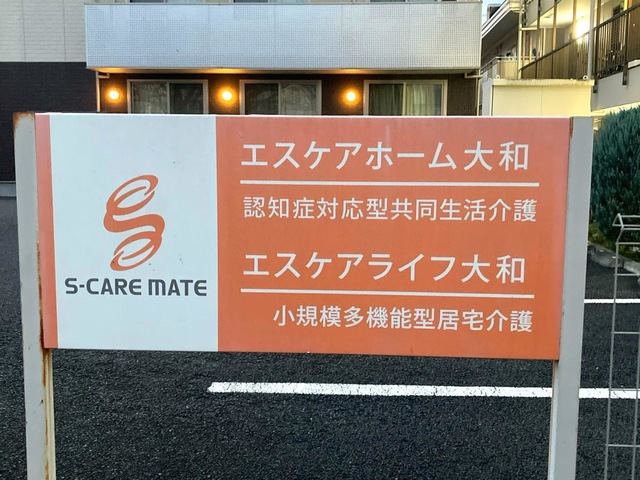 S-CARE MATE
エスケアホーム大和
認知症対応型共同生活介護
エスケアライフ大和
小規模多機能型居宅介護